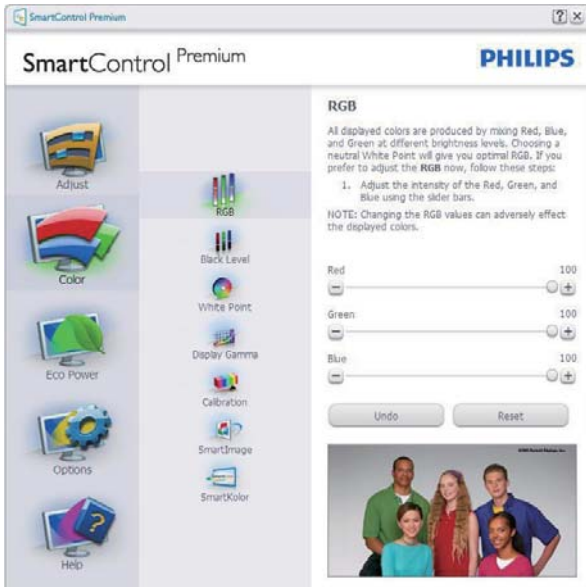 SmartControl Premium
SmartControl Premium
PHILIPS
Adjust
Color
Eco Power
Options
Help
RGB
Black Level
White Point
Display Gamma
Calibration
SmartImage
SmartKolor
RGB
All displayed colors are produced by mixing Red, Blue,
and Green at different brightness levels. Choosing a
neutral White Point will give you optimal RGB. If you
prefer to adjust the RGB now, follow these steps:
1. Adjust the intensity of the Red, Green, and
Blue using the slider bars.
NOTE: Changing the RGB values can adversely effect
the displayed colors.
Red 100
Green 100
Blue 100
Undo Reset